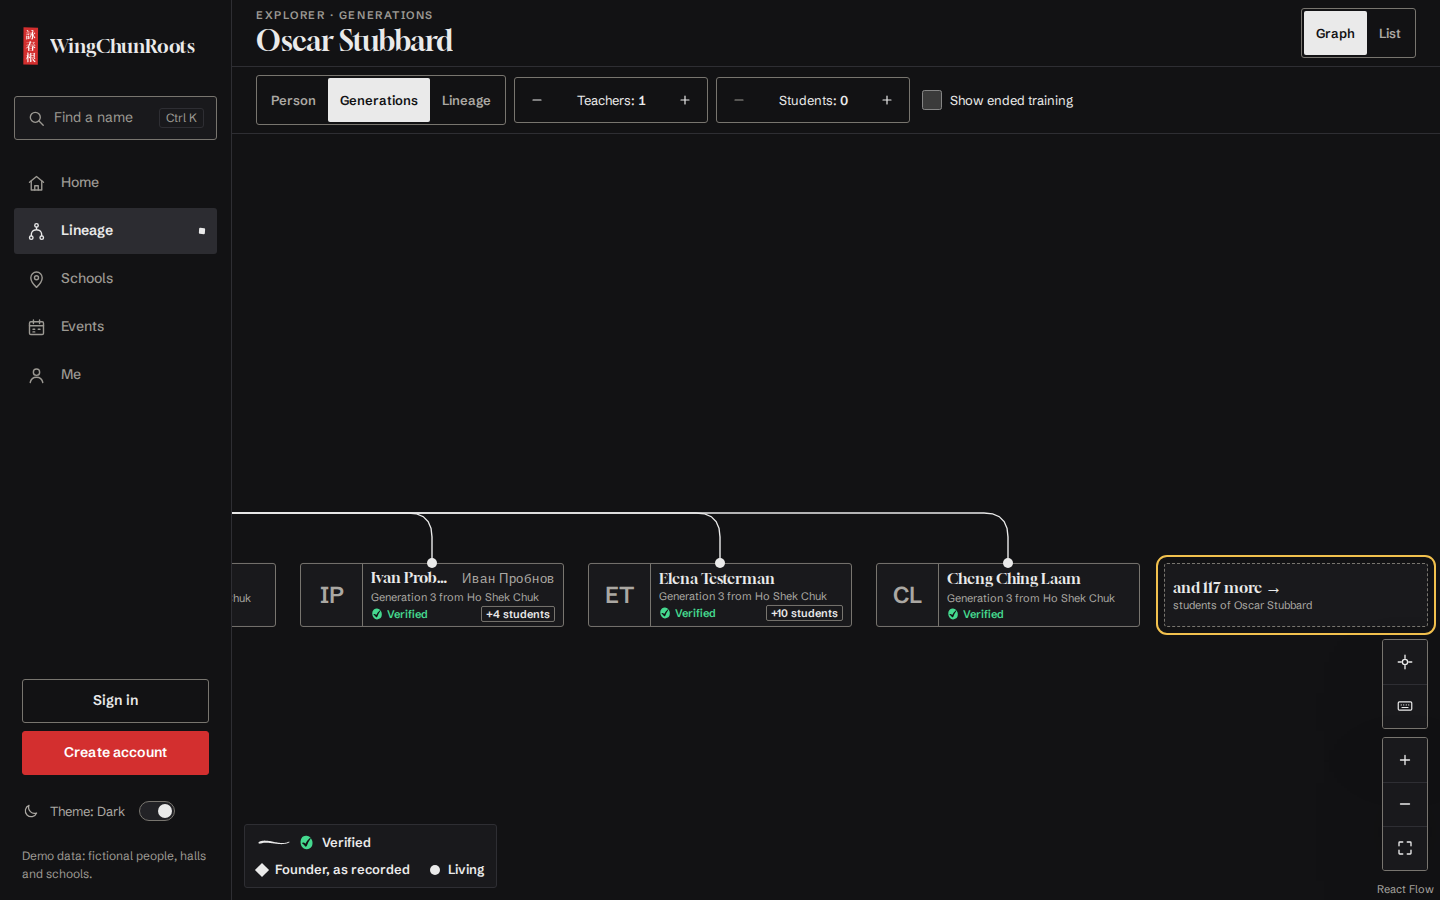 EXPLORER · GENERATIONS
Oscar Stubbard
Graph
List
詠春根
WingChunRoots
Find a name
Ctrl K
Home
Lineage
Schools
Events
Me
Sign in
Create account
Theme: Dark
Demo data: fictional people, halls
and schools.
Person
Generations
Lineage
− Teachers: 1 +
− Students: 0 +
Show ended training
huk
IP
Ivan Prob... Иван Пробнов
Generation 3 from Ho Shek Chuk
Verified
+4 students
ET
Elena Testerman
Generation 3 from Ho Shek Chuk
Verified
+10 students
CL
Cheng Ching Laam
Generation 3 from Ho Shek Chuk
Verified
and 117 more →
students of Oscar Stubbard
Verified
Founder, as recorded
Living
React Flow